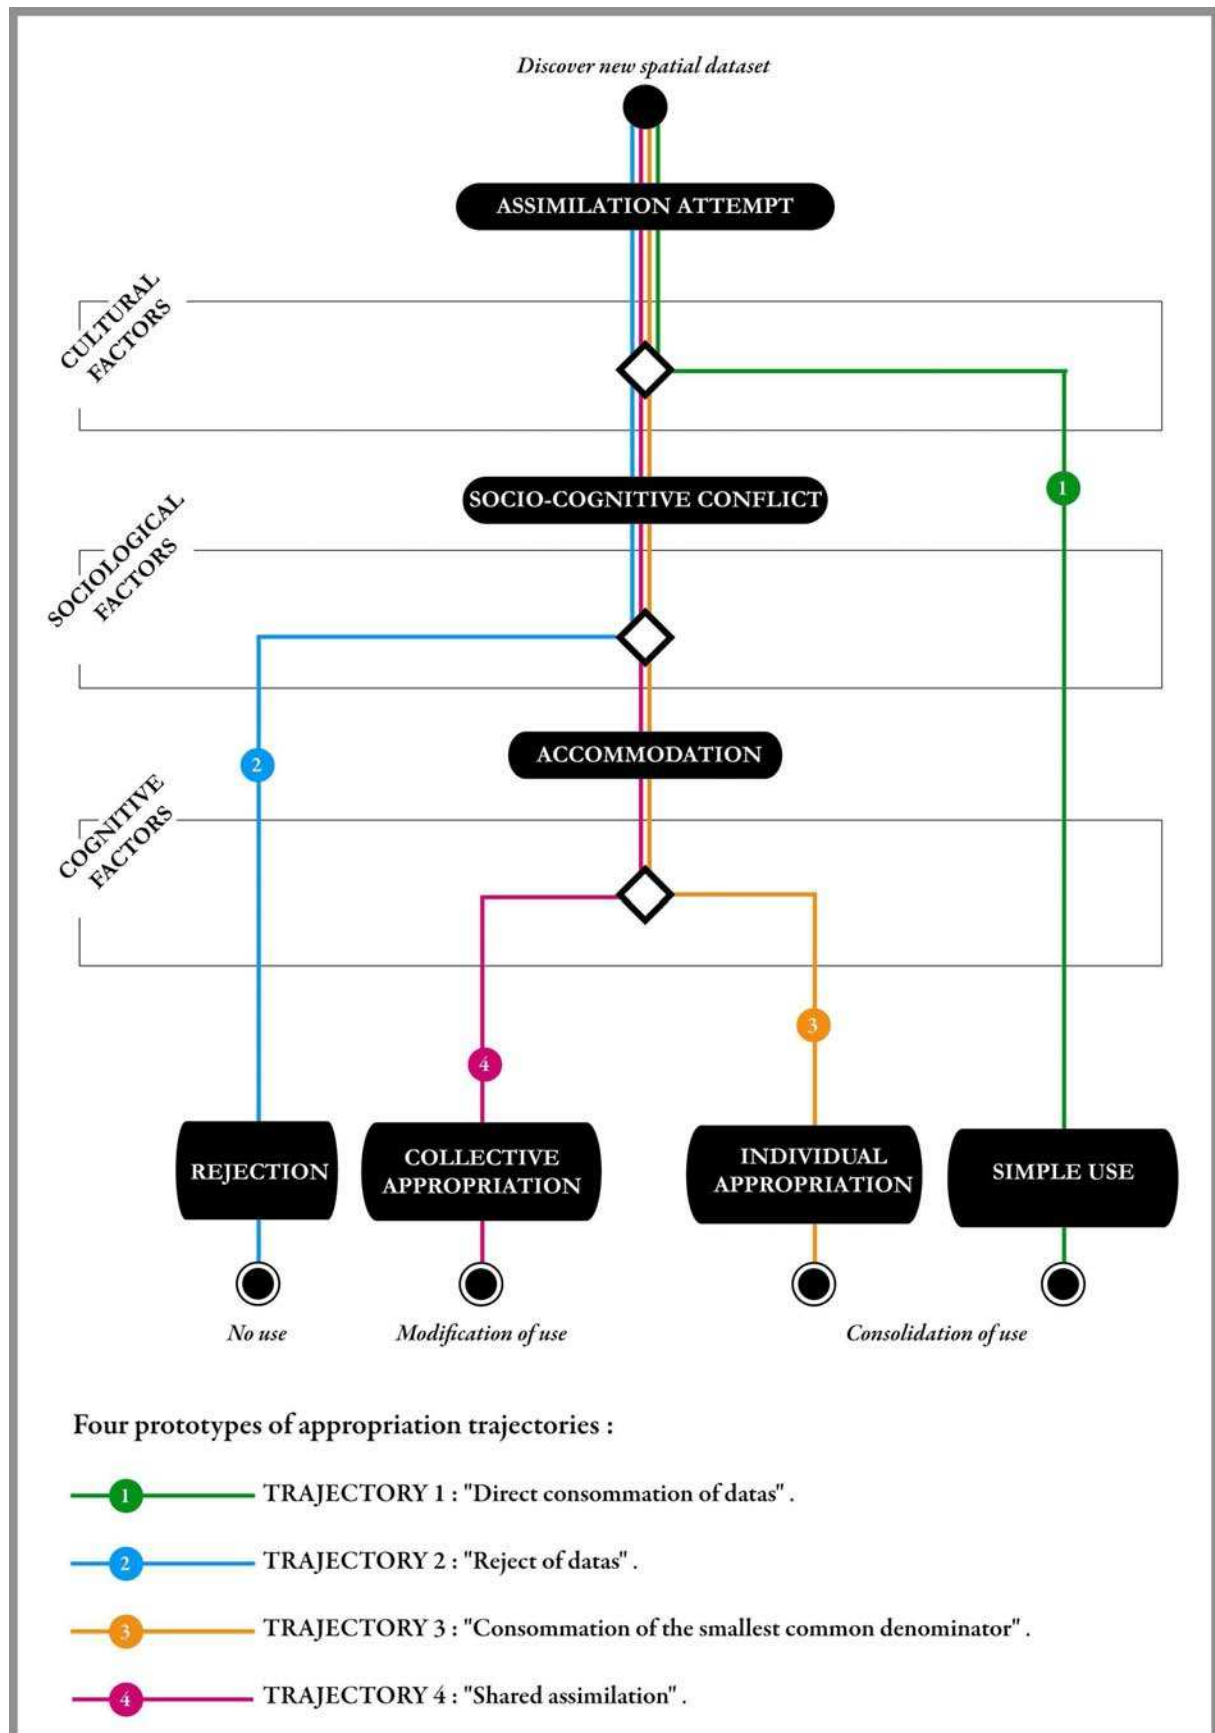 Discover new spatial dataset
ASSIMILATION ATTEMPT
CULTURAL
FACTORS
1
SOCIO-COGNITIVE CONFLICT
SOCIOLOGICAL
FACTORS
ACCOMMODATION
2
COGNITIVE
FACTORS
3
4
REJECTION
COLLECTIVE
APPROPRIATION
INDIVIDUAL
APPROPRIATION
SIMPLE USE
No use
Modification of use
Consolidation of use
Four prototypes of appropriation trajectories :
1 TRAJECTORY 1 : "Direct consommation of datas" .
2 TRAJECTORY 2 : "Reject of datas" .
3 TRAJECTORY 3 : "Consommation of the smallest common denominator" .
4 TRAJECTORY 4 : "Shared assimilation" .